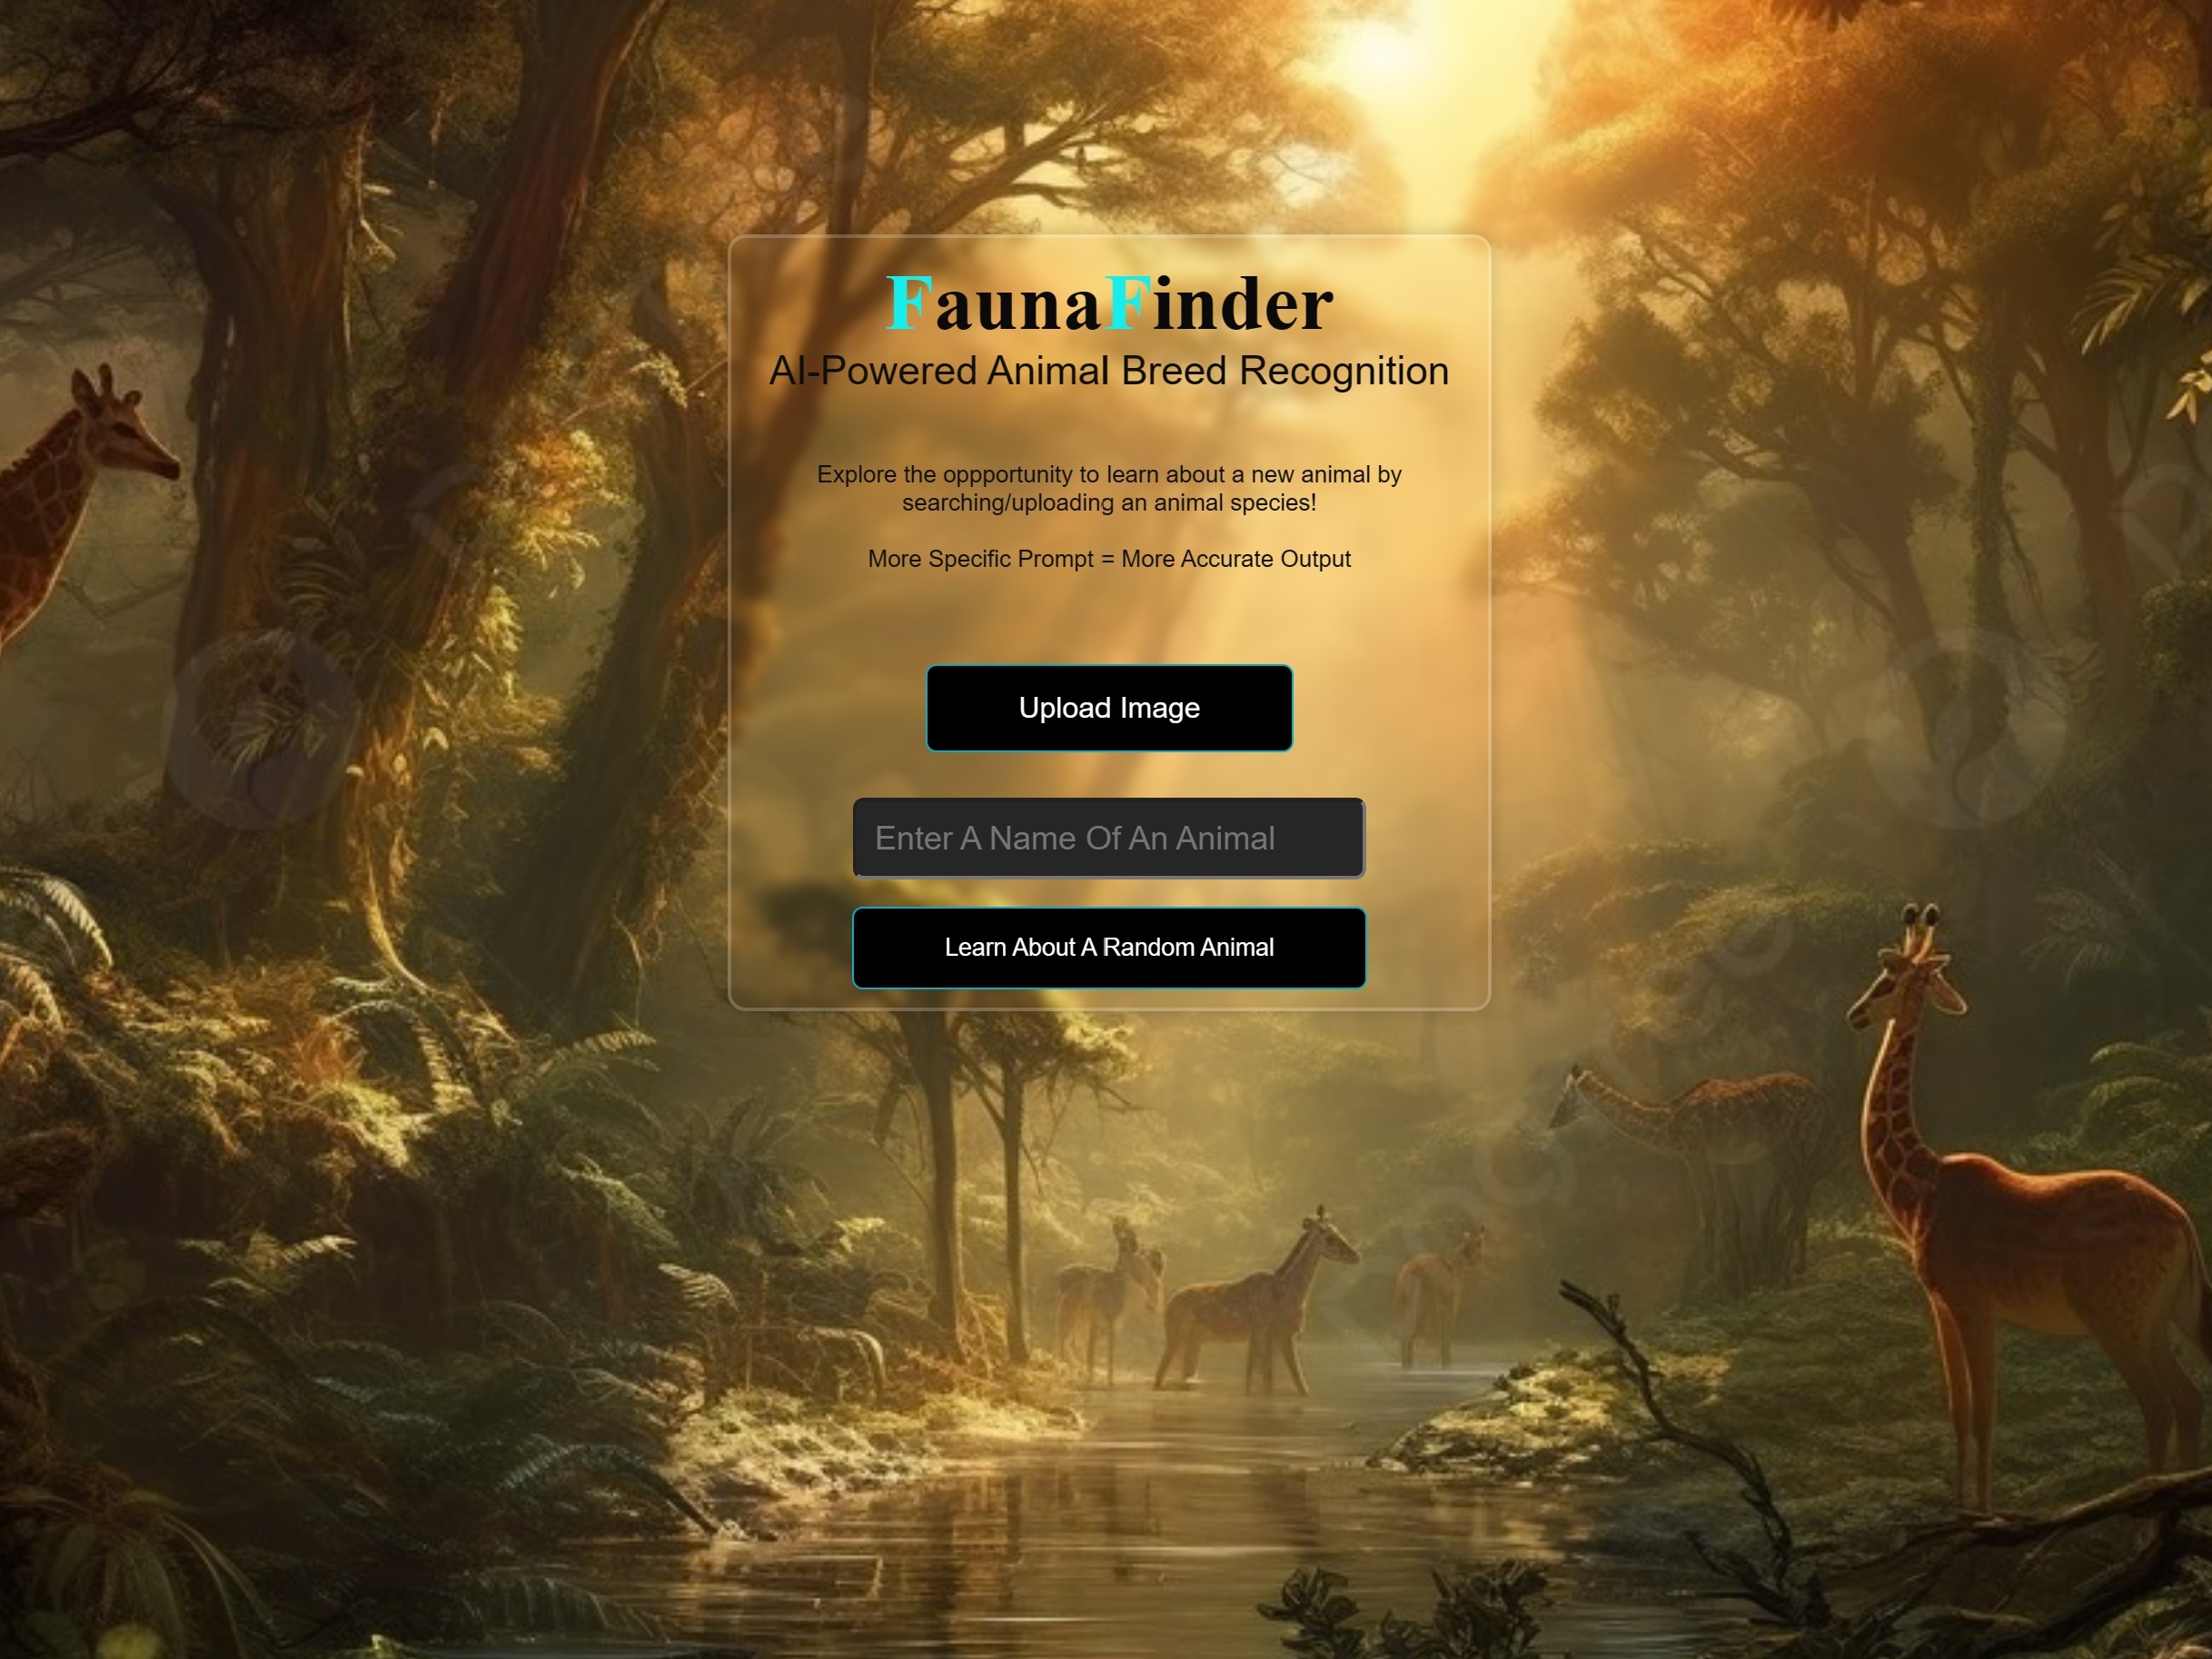 FaunaFinder
AI-Powered Animal Breed Recognition
Explore the oppportunity to learn about a new animal by
searching/uploading an animal species!
More Specific Prompt = More Accurate Output
Upload Image
Enter A Name Of An Animal
Learn About A Random Animal